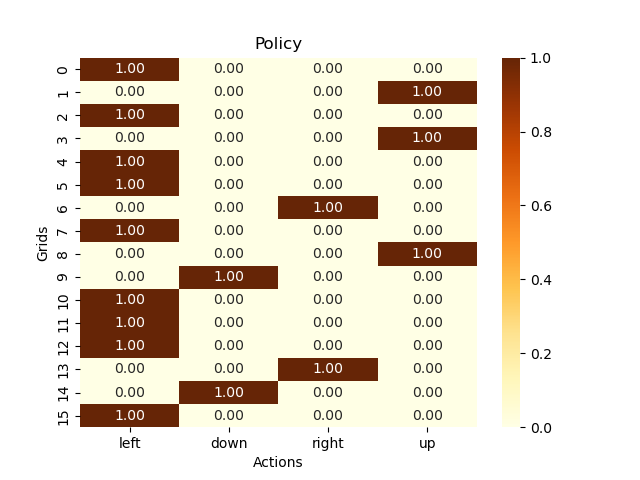 Policy
0 1.00 0.00 0.00 0.00 1.0
1 0.00 0.00 0.00 1.00
2 1.00 0.00 0.00 0.00
3 0.00 0.00 0.00 1.00 0.8
4 1.00 0.00 0.00 0.00
5 1.00 0.00 0.00 0.00
6 0.00 0.00 1.00 0.00 0.6
7 1.00 0.00 0.00 0.00
Grids
8 0.00 0.00 0.00 1.00
9 0.00 1.00 0.00 0.00 0.4
10 1.00 0.00 0.00 0.00
11 1.00 0.00 0.00 0.00
12 1.00 0.00 0.00 0.00 0.2
13 0.00 0.00 1.00 0.00
14 0.00 1.00 0.00 0.00
15 1.00 0.00 0.00 0.00 0.0
left down right up
Actions